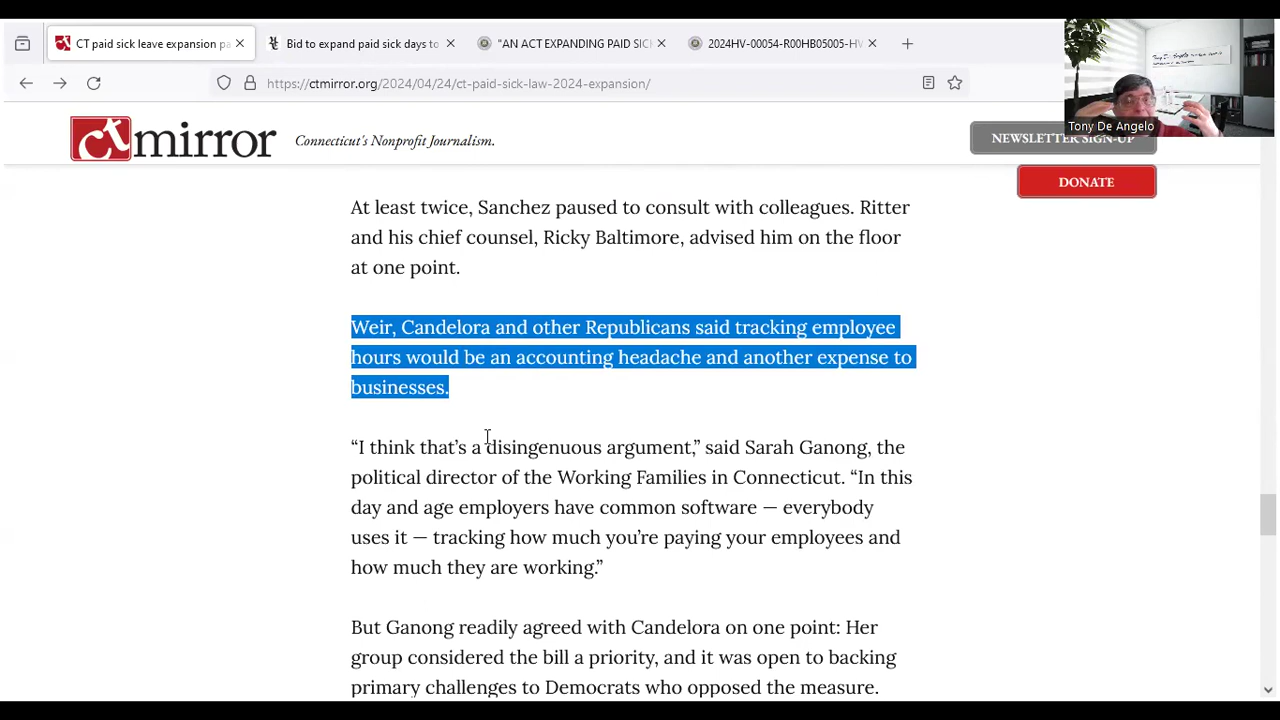 CT paid sick leave expansion pa
Bid to expand paid sick days to
"AN ACT EXPANDING PAID SICK
2024HV-00054-R00HB05005-HV
https://ctmirror.org/2024/04/24/ct-paid-sick-law-2024-expansion/
ct mirror
Connecticut's Nonprofit Journalism.
NEWSLETTER SIGN-UP
Tony De Angelo
DONATE
At least twice, Sanchez paused to consult with colleagues. Ritter
and his chief counsel, Ricky Baltimore, advised him on the floor
at one point.
Weir, Candelora and other Republicans said tracking employee
hours would be an accounting headache and another expense to
businesses.
“I think that’s a disingenuous argument,” said Sarah Ganong, the
political director of the Working Families in Connecticut. “In this
day and age employers have common software — everybody
uses it — tracking how much you’re paying your employees and
how much they are working.”
But Ganong readily agreed with Candelora on one point: Her
group considered the bill a priority, and it was open to backing
primary challenges to Democrats who opposed the measure.